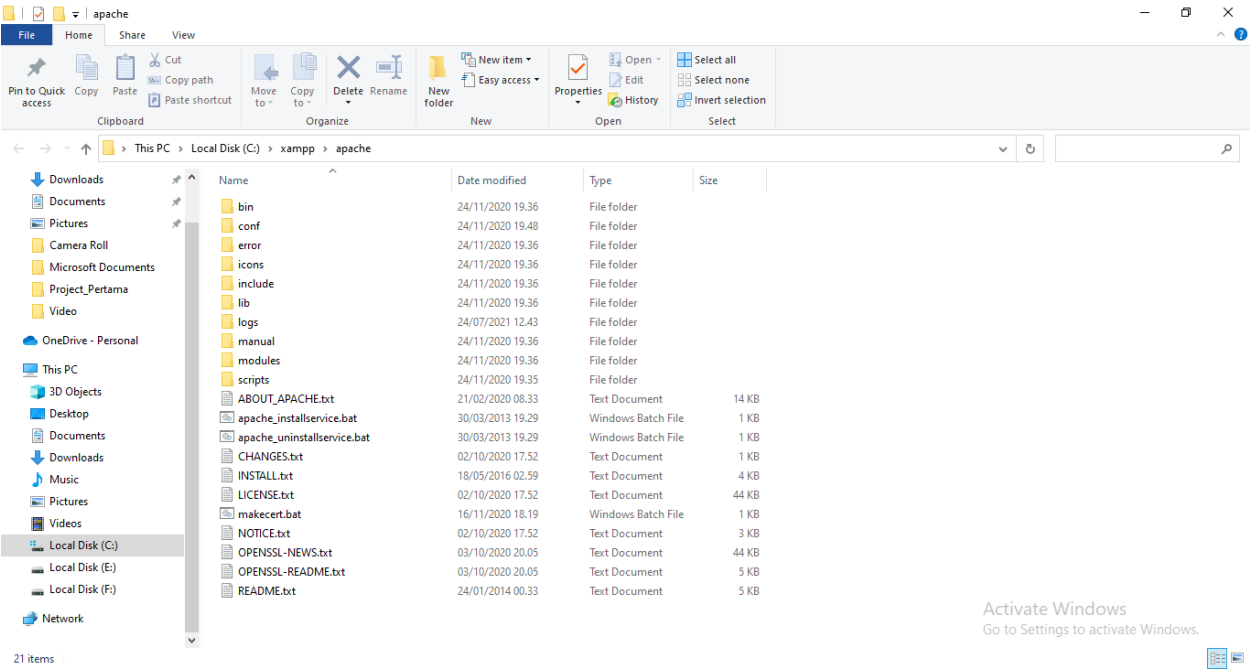 apache
File Home Share View
Pin to Quick access
Copy
Paste
Cut
Copy path
Paste shortcut
Clipboard
Move to
Copy to
Delete
Rename
Organize
New folder
New item
Easy access
New
Properties
Open
Edit
History
Open
Select all
Select none
Invert selection
Select
This PC › Local Disk (C:) › xampp › apache
Downloads
Documents
Pictures
Camera Roll
Microsoft Documents
Project_Pertama
Video
OneDrive - Personal
This PC
3D Objects
Desktop
Documents
Downloads
Music
Pictures
Videos
Local Disk (C:)
Local Disk (E:)
Local Disk (F:)
Network
Name Date modified Type Size
bin 24/11/2020 19.36 File folder
conf 24/11/2020 19.48 File folder
error 24/11/2020 19.36 File folder
icons 24/11/2020 19.36 File folder
include 24/11/2020 19.36 File folder
lib 24/11/2020 19.36 File folder
logs 24/07/2021 12.43 File folder
manual 24/11/2020 19.36 File folder
modules 24/11/2020 19.36 File folder
scripts 24/11/2020 19.35 File folder
ABOUT_APACHE.txt 21/02/2020 08.33 Text Document 14 KB
apache_installservice.bat 30/03/2013 19.29 Windows Batch File 1 KB
apache_uninstallservice.bat 30/03/2013 19.29 Windows Batch File 1 KB
CHANGES.txt 02/10/2020 17.52 Text Document 1 KB
INSTALL.txt 18/05/2016 02.59 Text Document 4 KB
LICENSE.txt 02/10/2020 17.52 Text Document 44 KB
makecert.bat 16/11/2020 18.19 Windows Batch File 1 KB
NOTICE.txt 02/10/2020 17.52 Text Document 3 KB
OPENSSL-NEWS.txt 03/10/2020 20.05 Text Document 44 KB
OPENSSL-README.txt 03/10/2020 20.05 Text Document 5 KB
README.txt 24/01/2014 00.33 Text Document 5 KB
Activate Windows
Go to Settings to activate Windows.
21 items